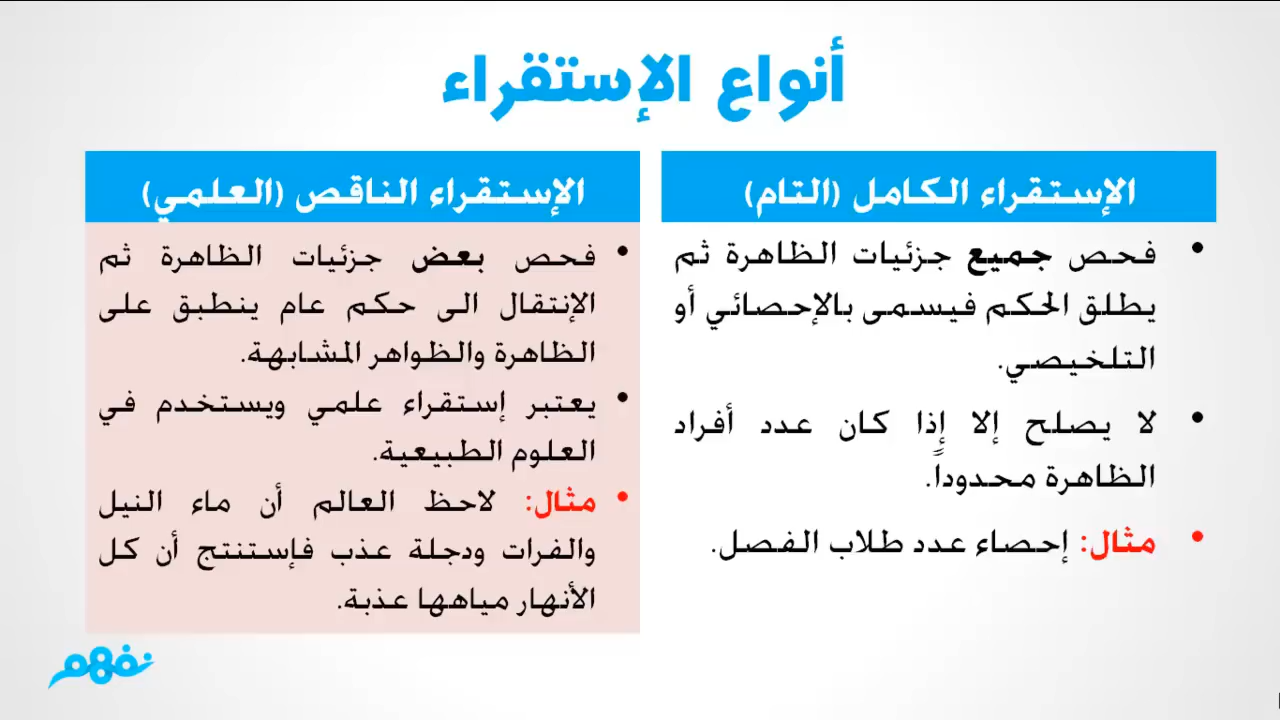 أنواع الإستقراء
الإستقراء الكامل (التام)
• فحص جميع جزئيات الظاهرة ثم
يطلق الحكم فيسمى بالإحصائي أو
التلخيصي.
• لا يصلح إلا إٍذا كان عدد أفراد
الظاهرة محدوداً.
• مثال: إحصاء عدد طلاب الفصل.
الإستقراء الناقص (العلمي)
• فحص بعض جزئيات الظاهرة ثم
الإنتقال الى حكم عام ينطبق على
الظاهرة والظواهر المشابهة.
• يعتبر إستقراء علمي ويستخدم في
العلوم الطبيعية.
• مثال: لاحظ العالم أن ماء النيل
والفرات ودجلة عذب فإستنتج أن كل
الأنهار مياهها عذبة.
نفهم